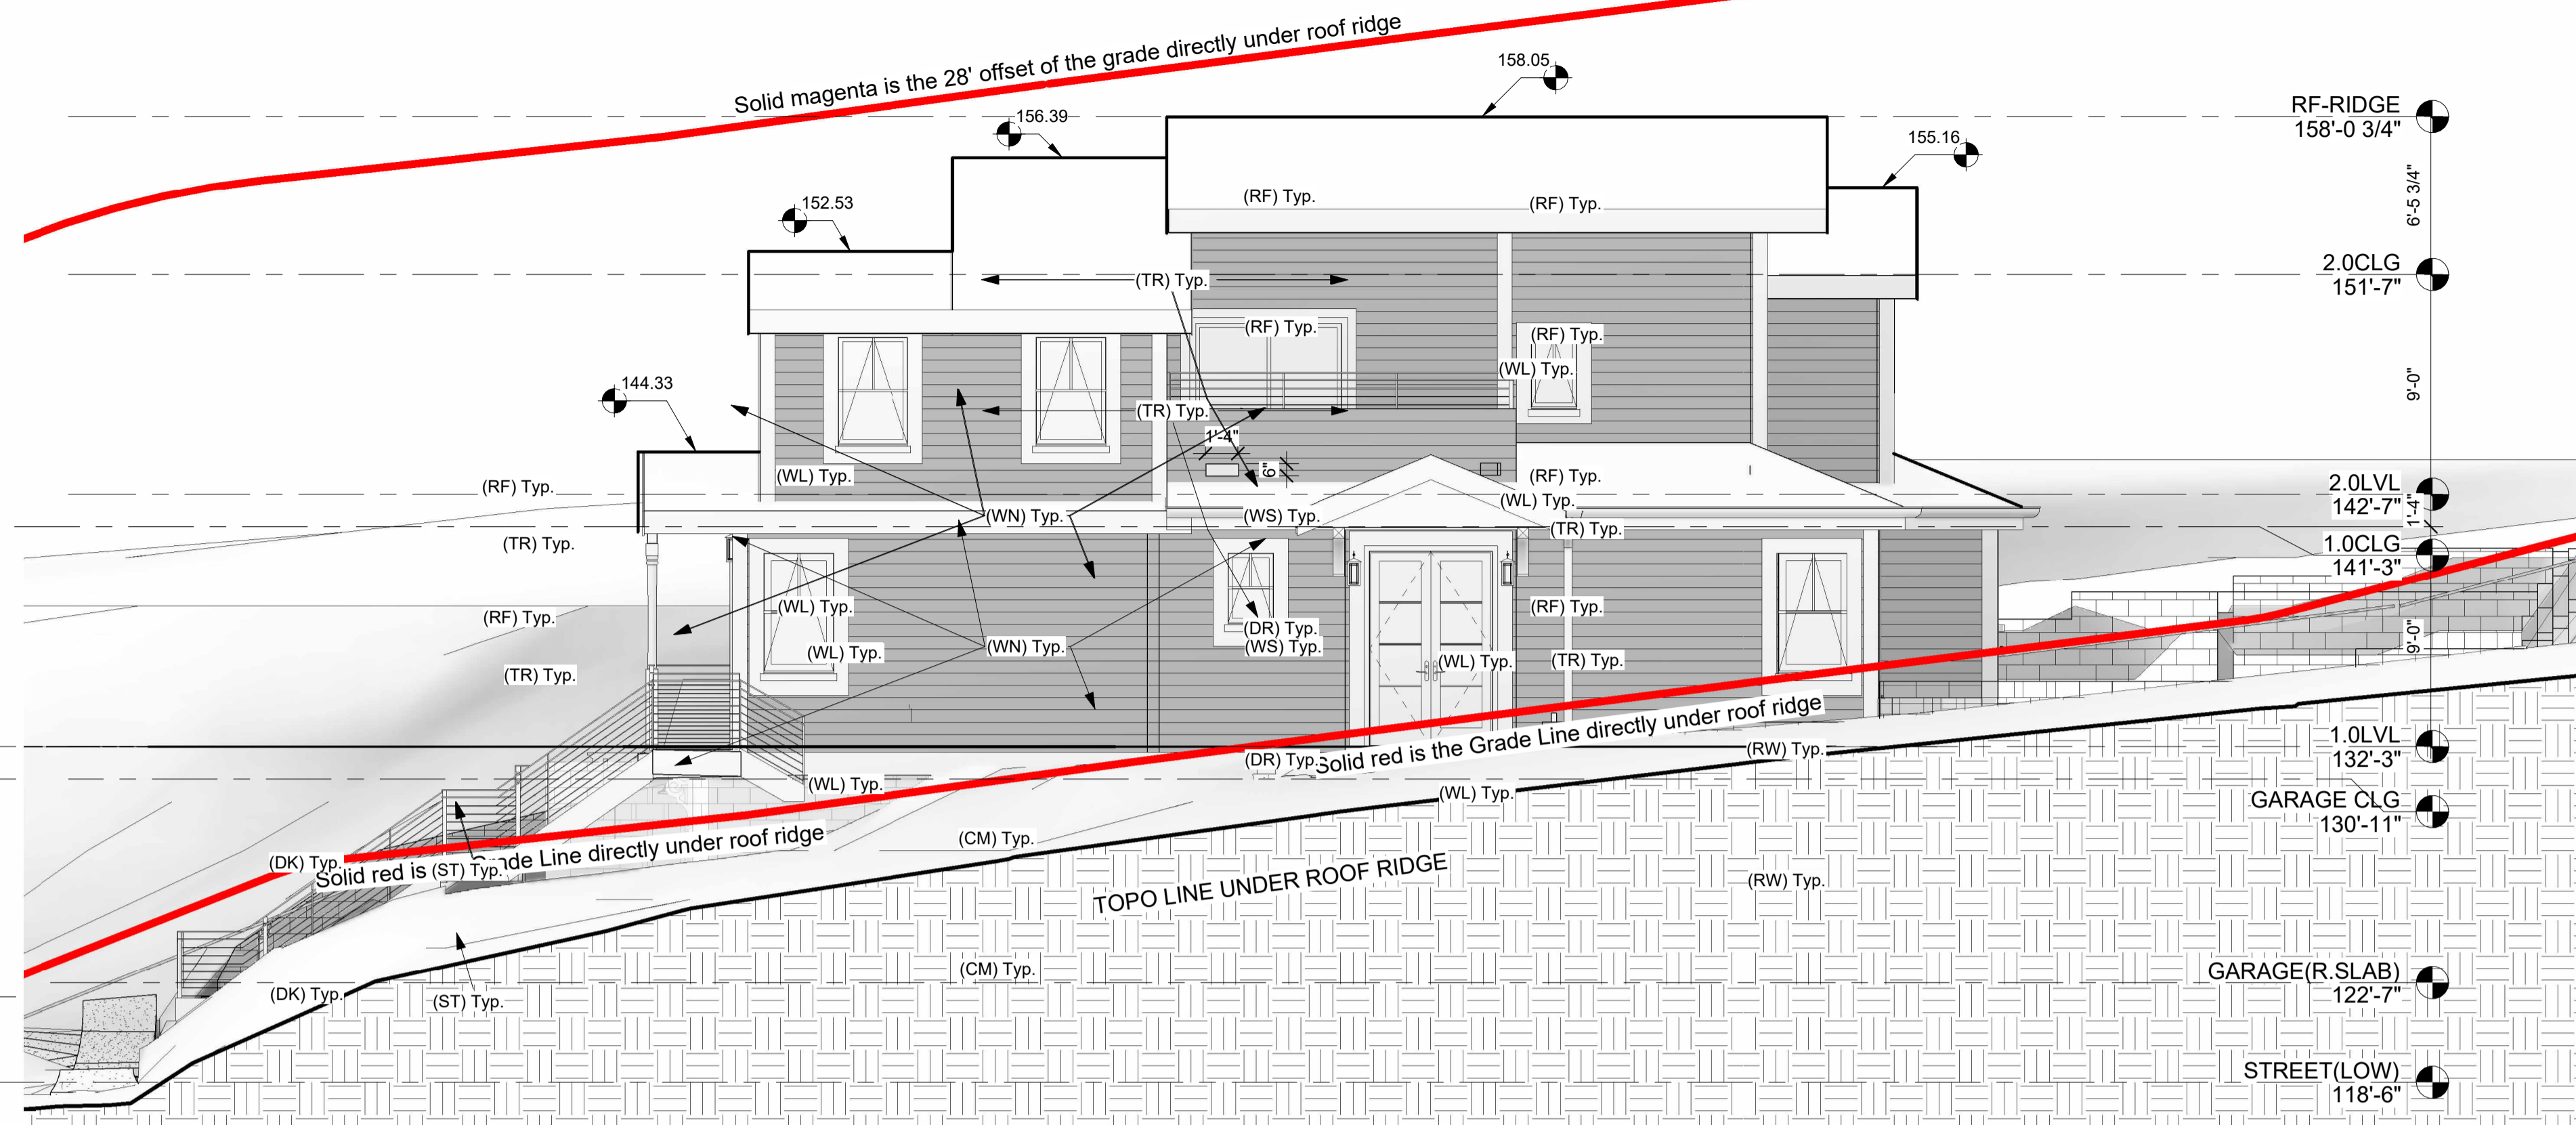 Solid magenta is the 28' offset of the grade directly under roof ridge
158.05
156.39
RF-RIDGE
158'-0 3/4"
155.16
6'-5 3/4"
(RF) Typ.
(RF) Typ.
152.53
2.0CLG
151'-7"
(TR) Typ.
(RF) Typ.
(RF) Typ.
(WL) Typ.
144.33
9'-0"
(TR) Typ.
1'-4"
6"
(WL) Typ.
(RF) Typ.
(RF) Typ.
2.0LVL
142'-7"
(WL) Typ.
1'-4"
(WN) Typ.
(WS) Typ.
(TR) Typ.
(TR) Typ.
1.0CLG
141'-3"
(WL) Typ.
(RF) Typ.
(RF) Typ.
(DR) Typ.
9'-0"
(WN) Typ.
(WS) Typ.
(WL) Typ.
(WL) Typ.
(TR) Typ.
(TR) Typ.
Solid red is the Grade Line directly under roof ridge
1.0LVL
132'-3"
(RW) Typ.
(DR) Typ.
(WL) Typ.
(WL) Typ.
GARAGE CLG
130'-11"
(CM) Typ.
(DK) Typ.
Solid red is (ST) Typ. Grade Line directly under roof ridge
TOPO LINE UNDER ROOF RIDGE
(RW) Typ.
(CM) Typ.
GARAGE(R.SLAB)
122'-7"
(DK) Typ.
(ST) Typ.
STREET(LOW)
118'-6"